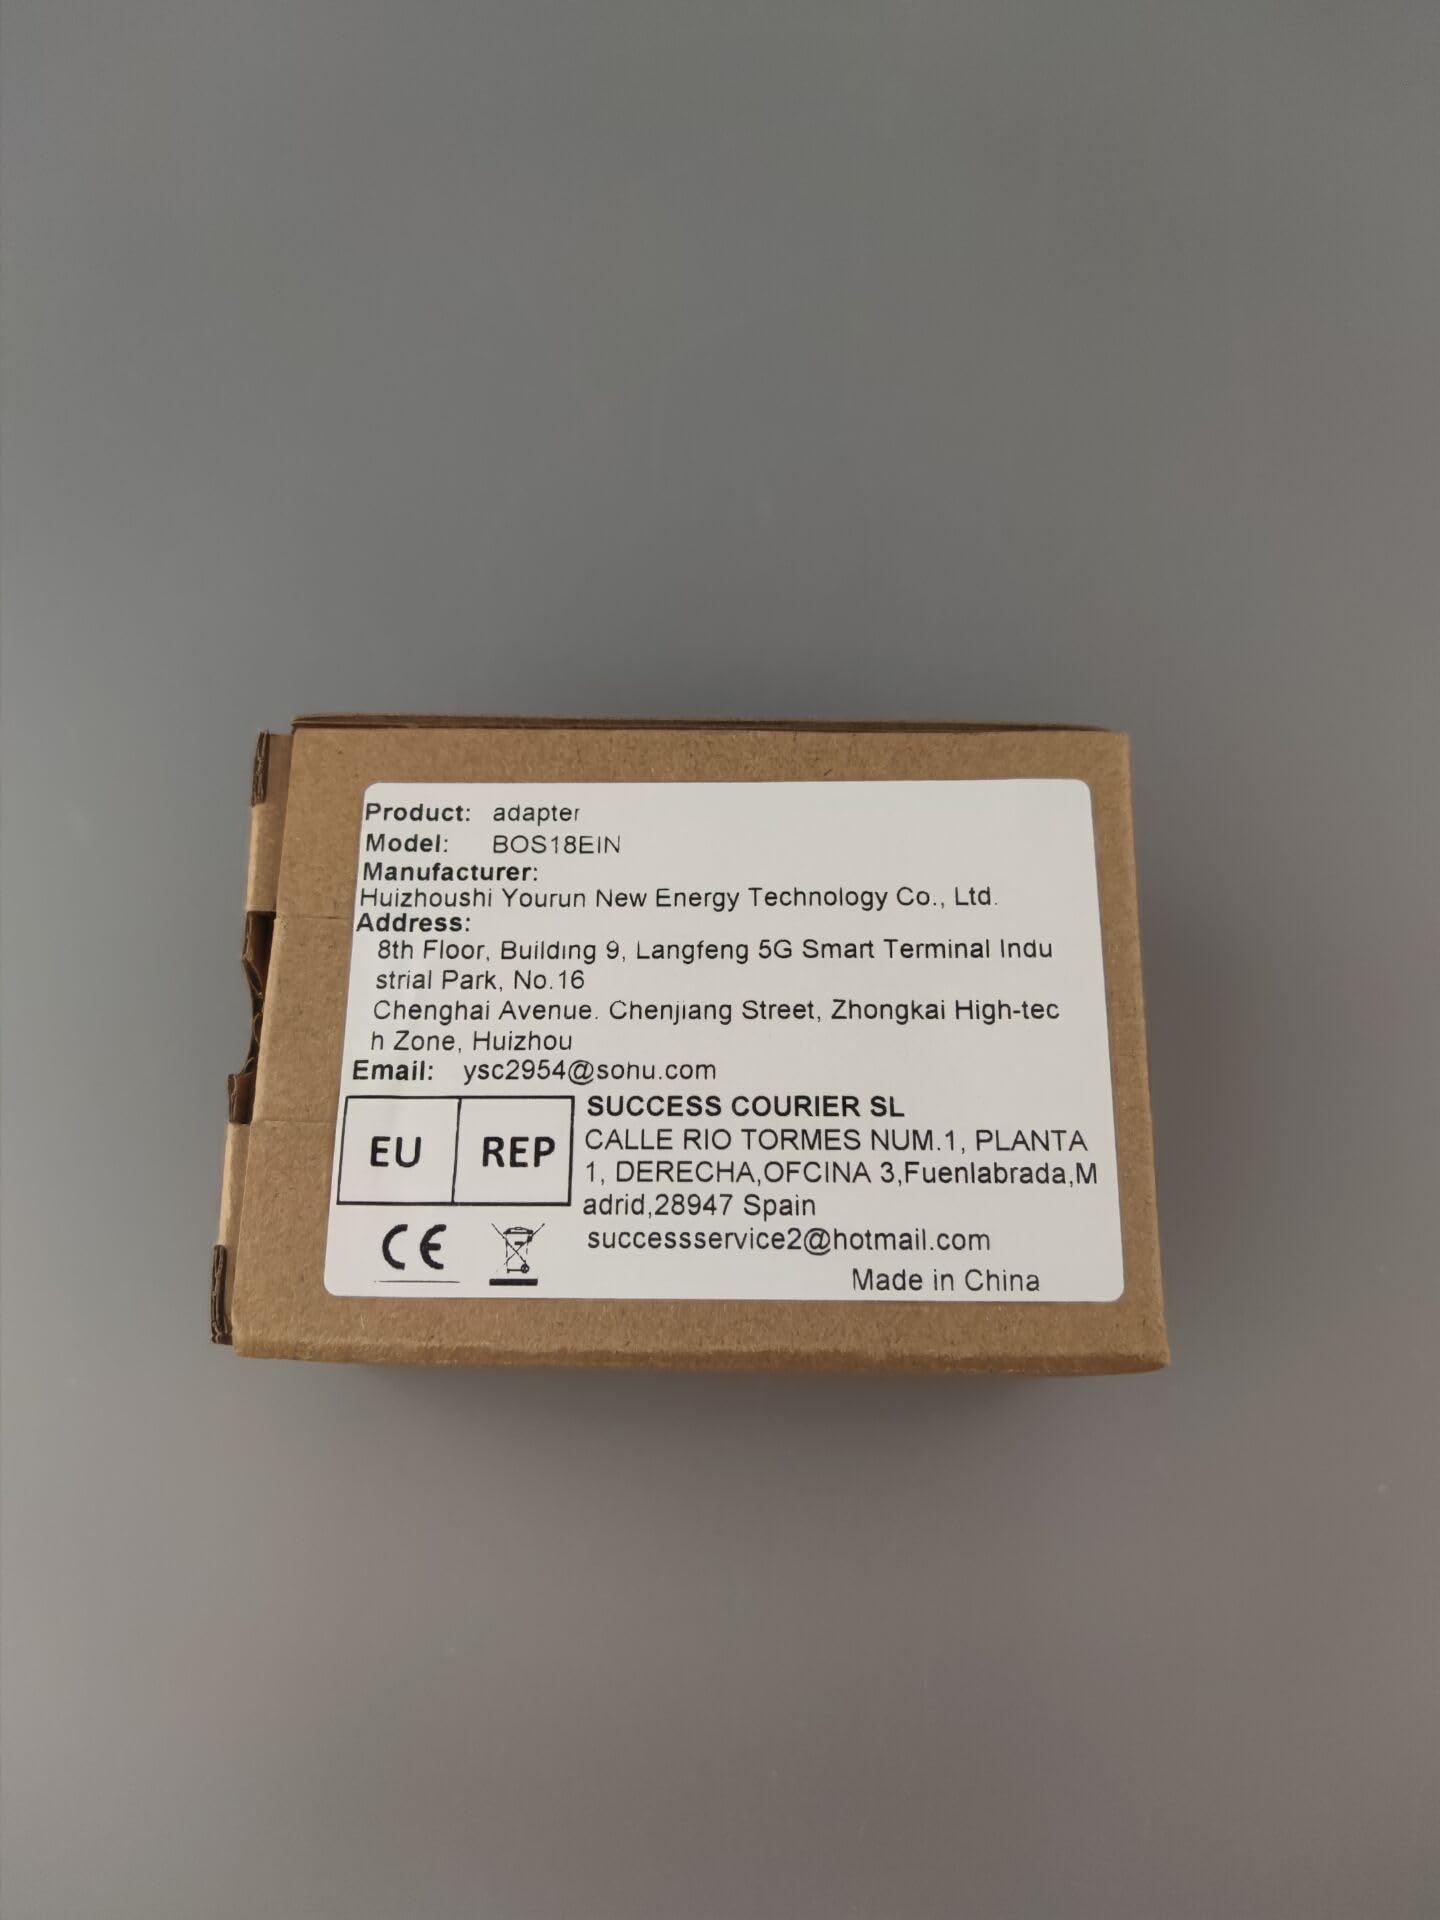 Product: adapter
Model: BOS18EIN
Manufacturer:
Huizhoushi Yourun New Energy Technology Co., Ltd.
Address:
8th Floor, Building 9, Langfeng 5G Smart Terminal Indu
strial Park, No.16
Chenghai Avenue. Chenjiang Street, Zhongkai High-tec
h Zone, Huizhou
Email: ysc2954@sohu.com
EU REP
SUCCESS COURIER SL
CALLE RIO TORMES NUM.1, PLANTA
1, DERECHA,OFCINA 3,Fuenlabrada,M
adrid,28947 Spain
successservice2@hotmail.com
CE
Made in China